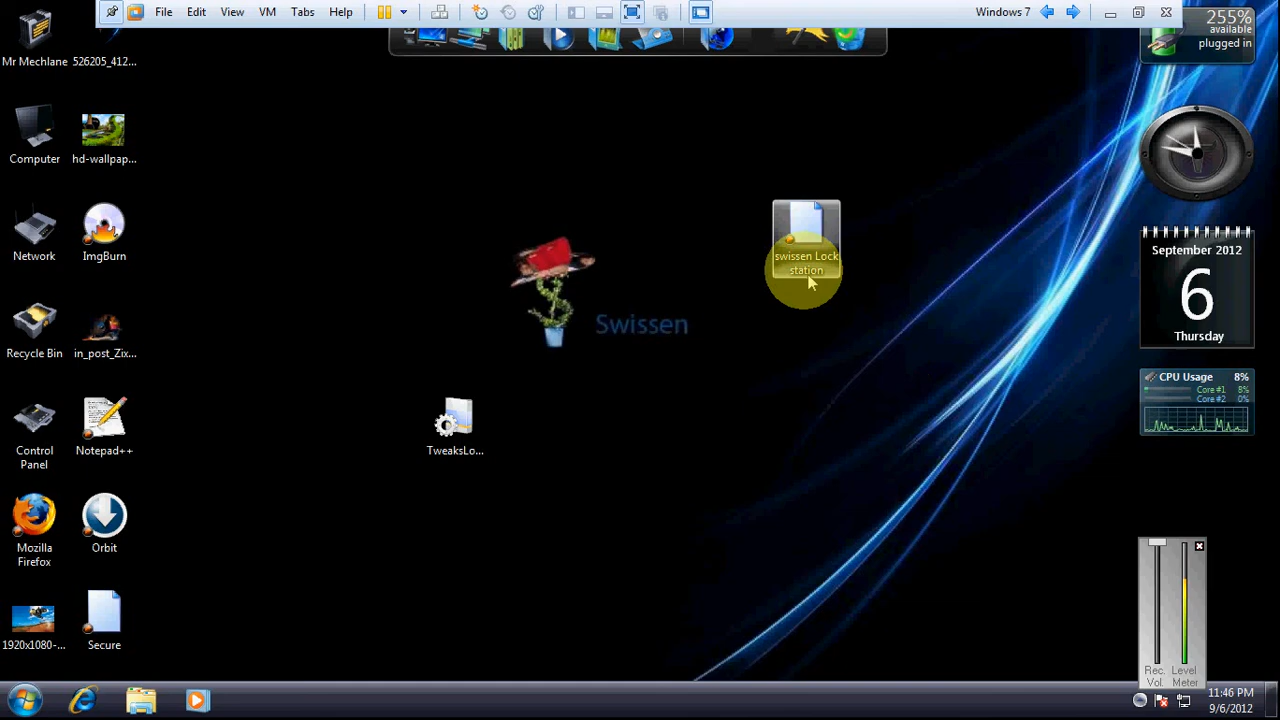 File Edit View VM Tabs Help
Windows 7
Mr Mechlane
526205_412...
Computer
hd-wallpap...
Network
ImgBurn
Recycle Bin
in_post_Zix...
Control
Panel
Notepad++
Mozilla
Firefox
Orbit
1920x1080-...
Secure
swissen Lock
station
Swissen
TweaksLo...
255%
available
plugged in
September 2012
6
Thursday
CPU Usage 8%
Core #1 8%
Core #2 0%
Rec. Level
Vol. Meter
11:46 PM
9/6/2012